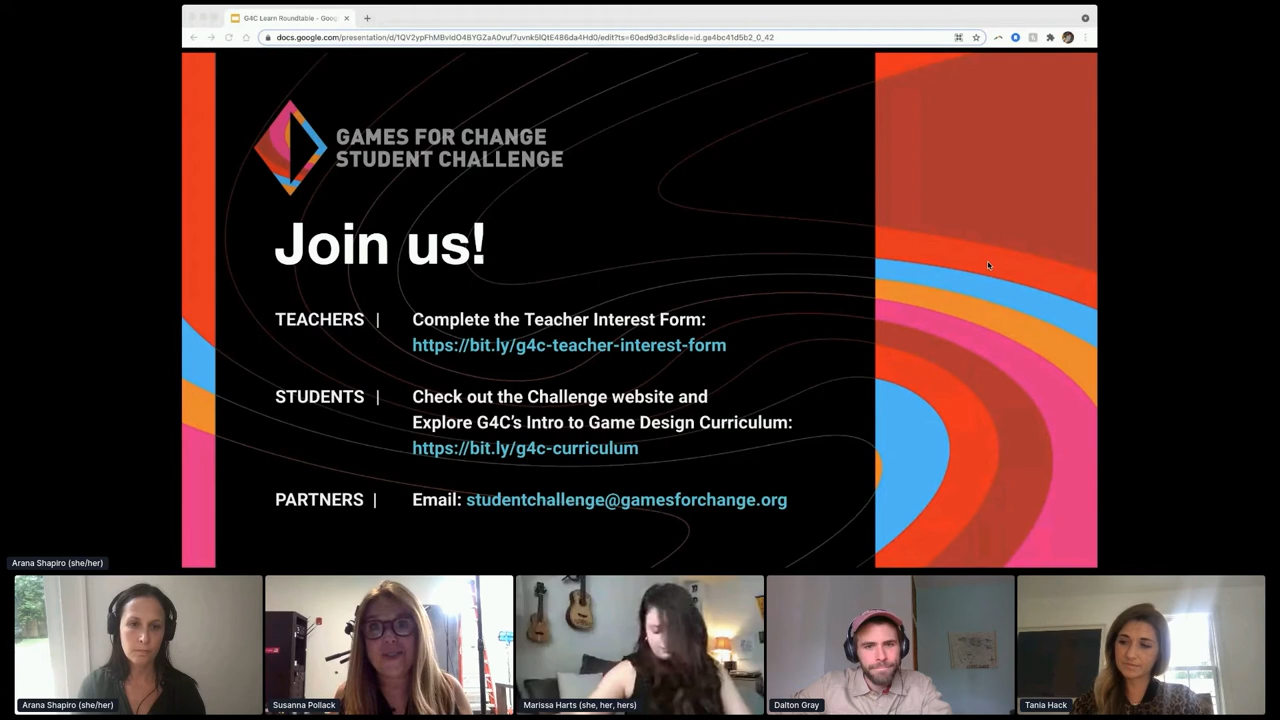 G4C Learn Roundtable - Goog
docs.google.com/presentation/d/1QV2ypFhMBvldO4BYGZaA0vuf7uvnk5lQtE486da4Hd0/edit?ts=60ed9d3c#slide=id.ge4bc41d5b2_0_42
GAMES FOR CHANGE
STUDENT CHALLENGE
Join us!
TEACHERS | Complete the Teacher Interest Form:
https://bit.ly/g4c-teacher-interest-form
STUDENTS | Check out the Challenge website and
Explore G4C's Intro to Game Design Curriculum:
https://bit.ly/g4c-curriculum
PARTNERS | Email: studentchallenge@gamesforchange.org
Arana Shapiro (she/her)
Arana Shapiro (she/her)
Susanna Pollack
Marissa Harts (she, her, hers)
Dalton Gray
Tania Hack